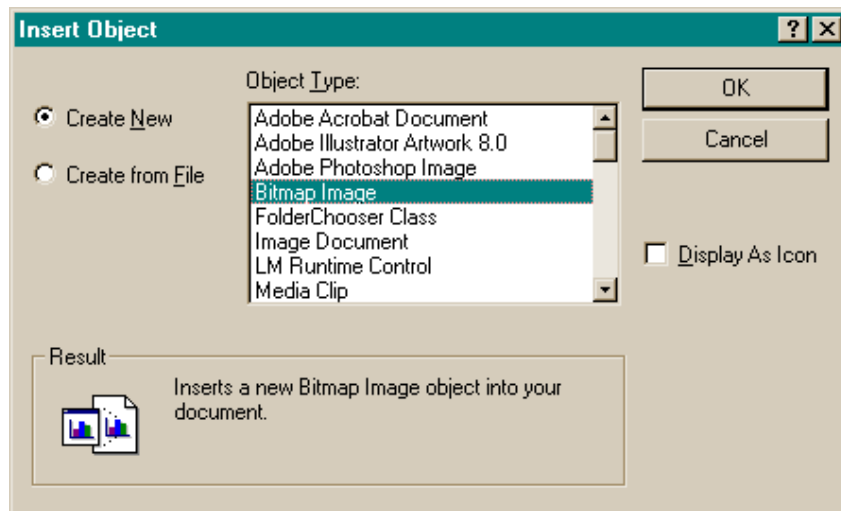 Insert Object
Object Type:
Create New
Create from File
Adobe Acrobat Document
Adobe Illustrator Artwork 8.0
Adobe Photoshop Image
Bitmap Image
FolderChooser Class
Image Document
LM Runtime Control
Media Clip
OK
Cancel
Display As Icon
Result
Inserts a new Bitmap Image object into your
document.